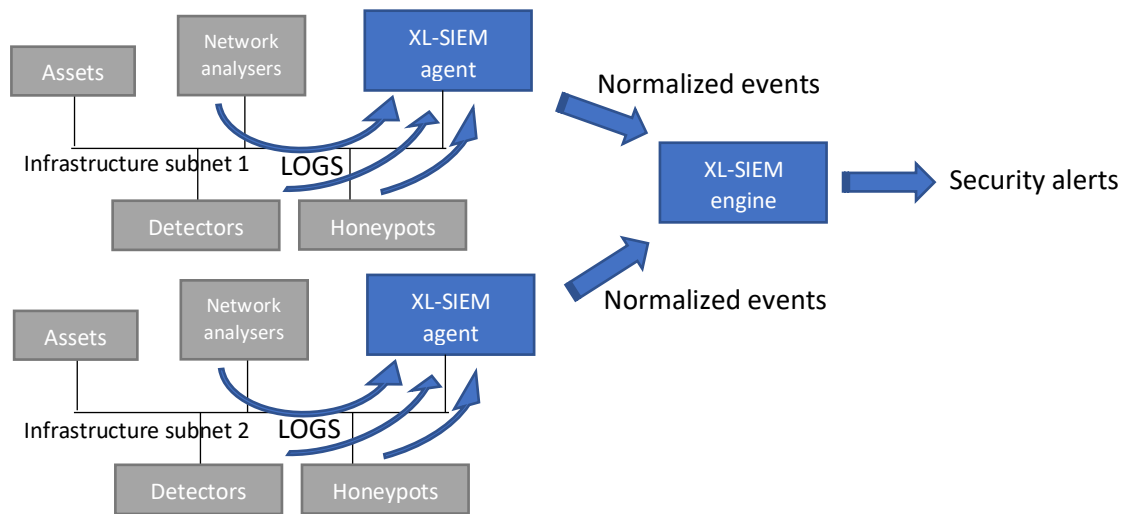 Assets
Network
analysers
XL-SIEM
agent
Normalized events
Infrastructure subnet 1
LOGS
Detectors
Honeypots
XL-SIEM
engine
Security alerts
Assets
Network
analysers
XL-SIEM
agent
Normalized events
Infrastructure subnet 2
LOGS
Detectors
Honeypots